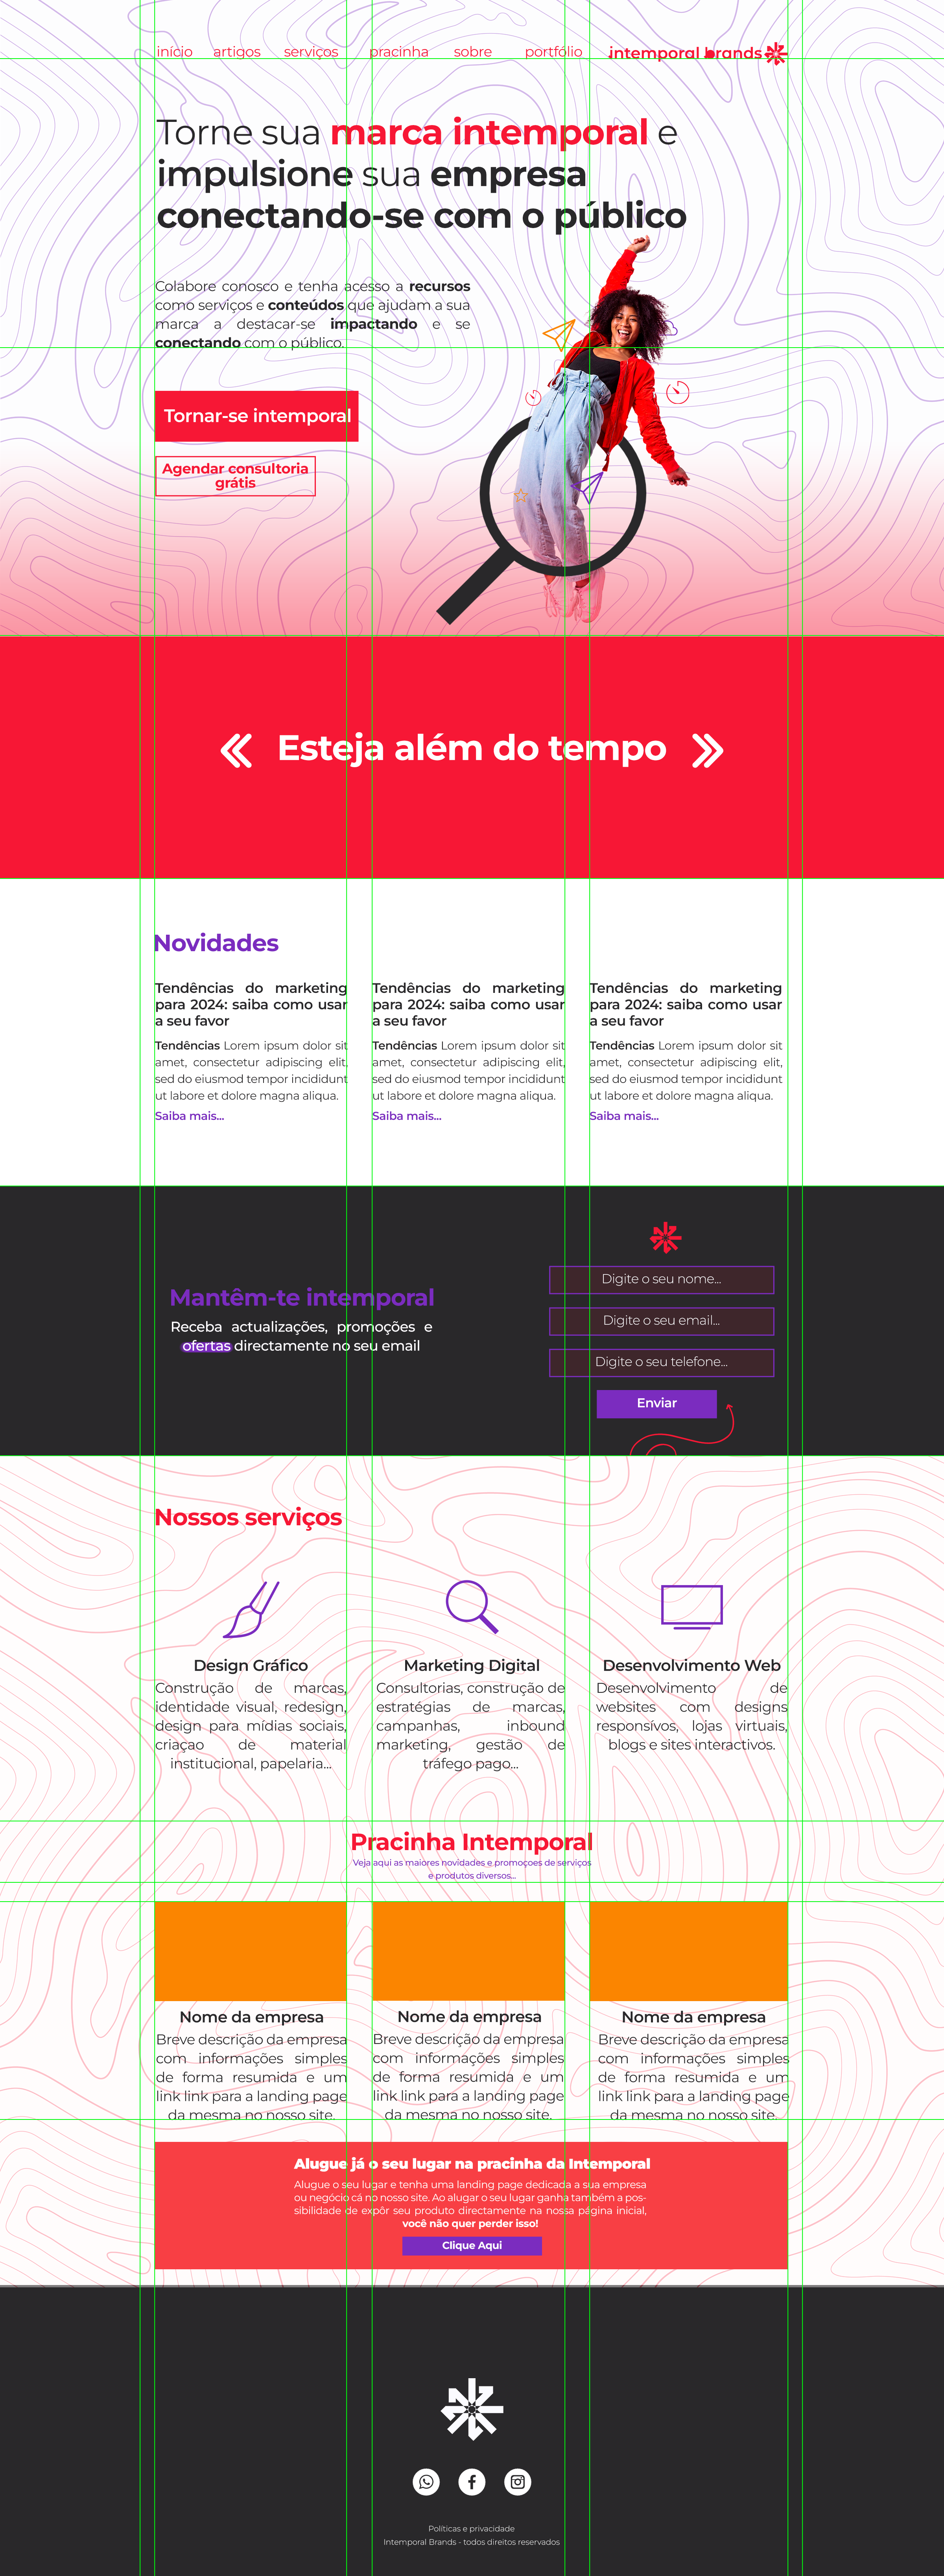 início artigos serviços pracinha sobre portfólio intemporal brands
Torne sua marca intemporal e
impulsione sua empresa
conectando-se com o público
Colabore conosco e tenha acesso a recursos
como serviços e conteúdos que ajudam a sua
marca a destacar-se impactando e se
conectando com o público.
Tornar-se intemporal
Agendar consultoria
grátis
Esteja além do tempo
Novidades
Tendências do marketing
para 2024: saiba como usar
a seu favor
Tendências Lorem ipsum dolor sit
amet, consectetur adipiscing elit,
sed do eiusmod tempor incididunt
ut labore et dolore magna aliqua.
Saiba mais...
Tendências do marketing
para 2024: saiba como usar
a seu favor
Tendências Lorem ipsum dolor sit
amet, consectetur adipiscing elit,
sed do eiusmod tempor incididunt
ut labore et dolore magna aliqua.
Saiba mais...
Tendências do marketing
para 2024: saiba como usar
a seu favor
Tendências Lorem ipsum dolor sit
amet, consectetur adipiscing elit,
sed do eiusmod tempor incididunt
ut labore et dolore magna aliqua.
Saiba mais...
Mantêm-te intemporal
Receba actualizações, promoções e
ofertas directamente no seu email
Digite o seu nome...
Digite o seu email...
Digite o seu telefone...
Enviar
Nossos serviços
Design Gráfico
Construção de marcas,
identidade visual, redesign,
design para mídias sociais,
criaçao de material
institucional, papelaria...
Marketing Digital
Consultorias, construção de
estratégias de marcas,
campanhas, inbound
marketing, gestão de
tráfego pago...
Desenvolvimento Web
Desenvolvimento de
websites com designs
responsívos, lojas virtuais,
blogs e sites interactivos.
Pracinha Intemporal
Veja aqui as maiores novidades e promoçoes de serviços
e produtos diversos...
Nome da empresa
Breve descrição da empresa
com informações simples
de forma resumida e um
link link para a landing page
da mesma no nosso site.
Nome da empresa
Breve descrição da empresa
com informações simples
de forma resumida e um
link link para a landing page
da mesma no nosso site.
Nome da empresa
Breve descrição da empresa
com informações simples
de forma resumida e um
link link para a landing page
da mesma no nosso site.
Alugue já o seu lugar na pracinha da Intemporal
Alugue o seu lugar e tenha uma landing page dedicada a sua empresa
ou negócio cá no nosso site. Ao alugar o seu lugar ganha também a pos-
sibilidade de expôr seu produto directamente na nossa página inicial,
você não quer perder isso!
Clique Aqui
Políticas e privacidade
Intemporal Brands - todos direitos reservados